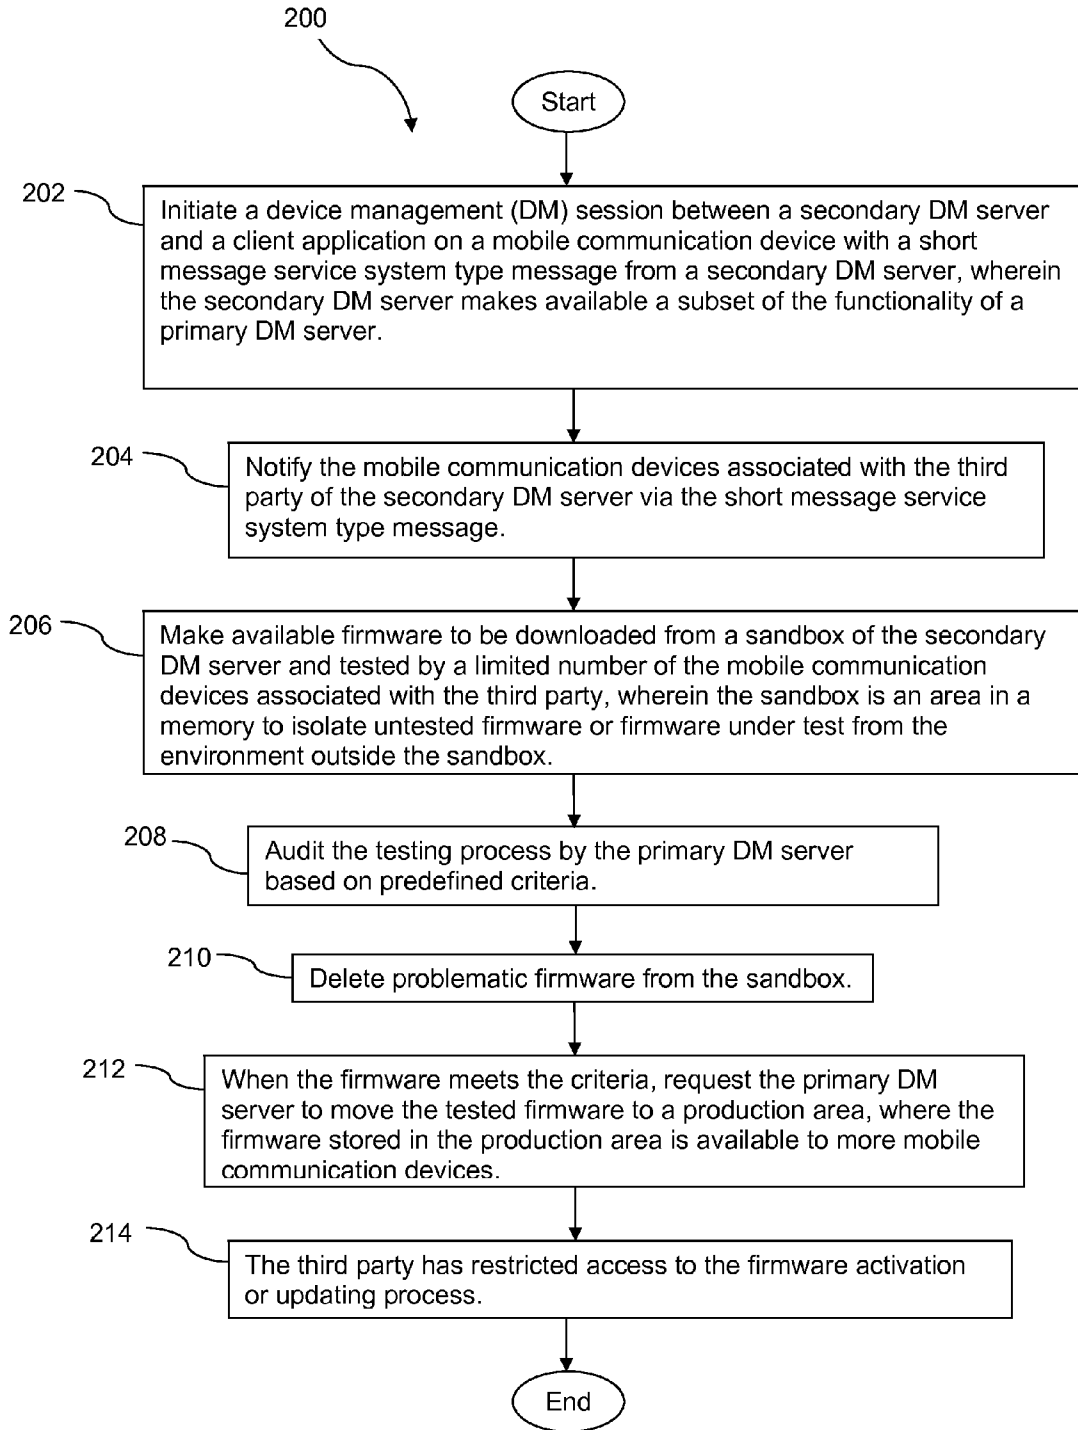 200
Start
202
Initiate a device management (DM) session between a secondary DM server
and a client application on a mobile communication device with a short
message service system type message from a secondary DM server, wherein
the secondary DM server makes available a subset of the functionality of a
primary DM server.
204
Notify the mobile communication devices associated with the third
party of the secondary DM server via the short message service
system type message.
206
Make available firmware to be downloaded from a sandbox of the secondary
DM server and tested by a limited number of the mobile communication
devices associated with the third party, wherein the sandbox is an area in a
memory to isolate untested firmware or firmware under test from the
environment outside the sandbox.
208
Audit the testing process by the primary DM server
based on predefined criteria.
210
Delete problematic firmware from the sandbox.
212
When the firmware meets the criteria, request the primary DM
server to move the tested firmware to a production area, where the
firmware stored in the production area is available to more mobile
communication devices.
214
The third party has restricted access to the firmware activation
or updating process.
End